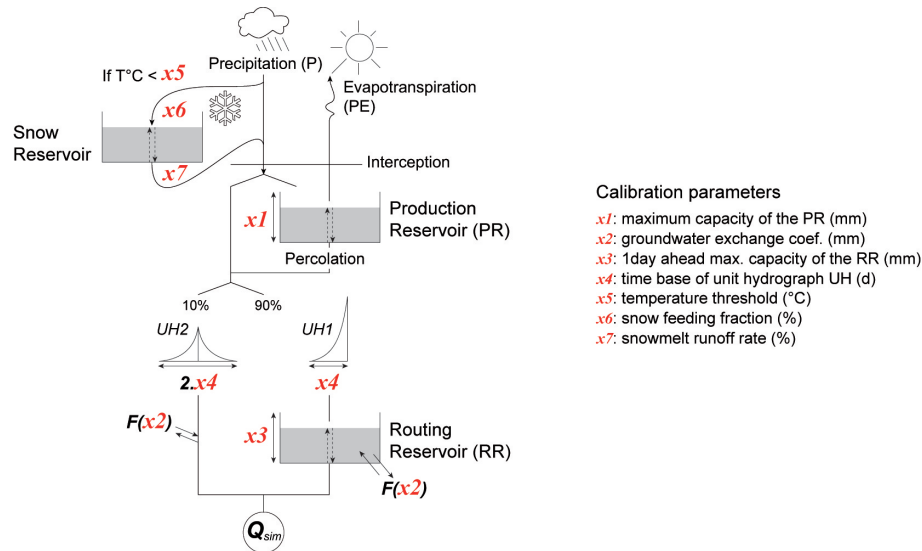 Precipitation (P)
If T°C < x5
Evapotranspiration
(PE)
x6
Snow
Reservoir
x7
Interception
x1
Production
Reservoir (PR)
Percolation
10%
90%
UH2
UH1
2.x4
x4
F(x2)
x3
Routing
Reservoir (RR)
F(x2)
Qsim
Calibration parameters
x1: maximum capacity of the PR (mm)
x2: groundwater exchange coef. (mm)
x3: 1day ahead max. capacity of the RR (mm)
x4: time base of unit hydrograph UH (d)
x5: temperature threshold (°C)
x6: snow feeding fraction (%)
x7: snowmelt runoff rate (%)